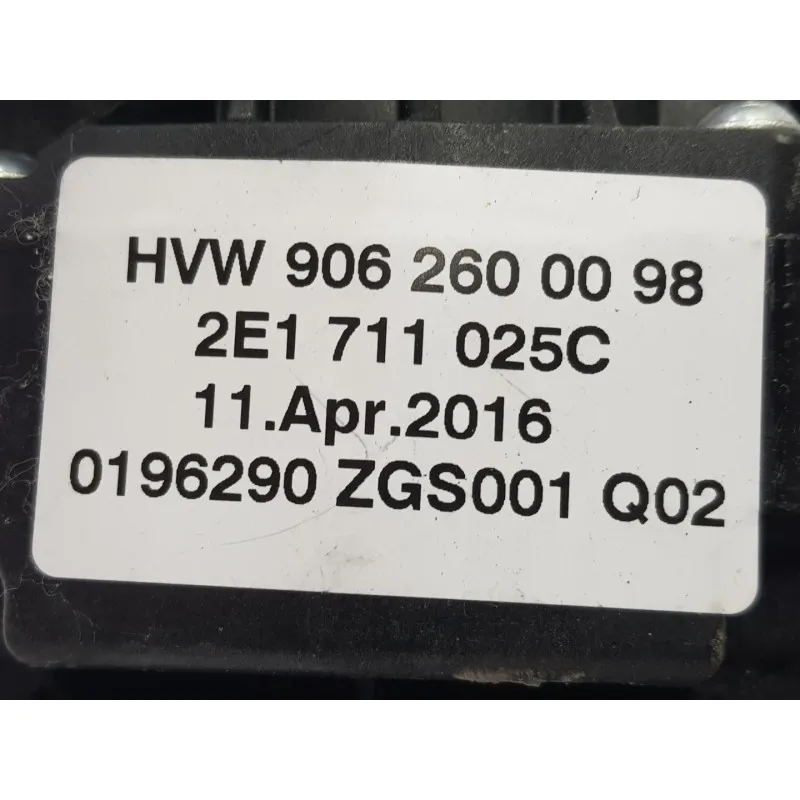 HVW 906 260 00 98
2E1 711 025C
11.Apr.2016
0196290 ZGS001 Q02